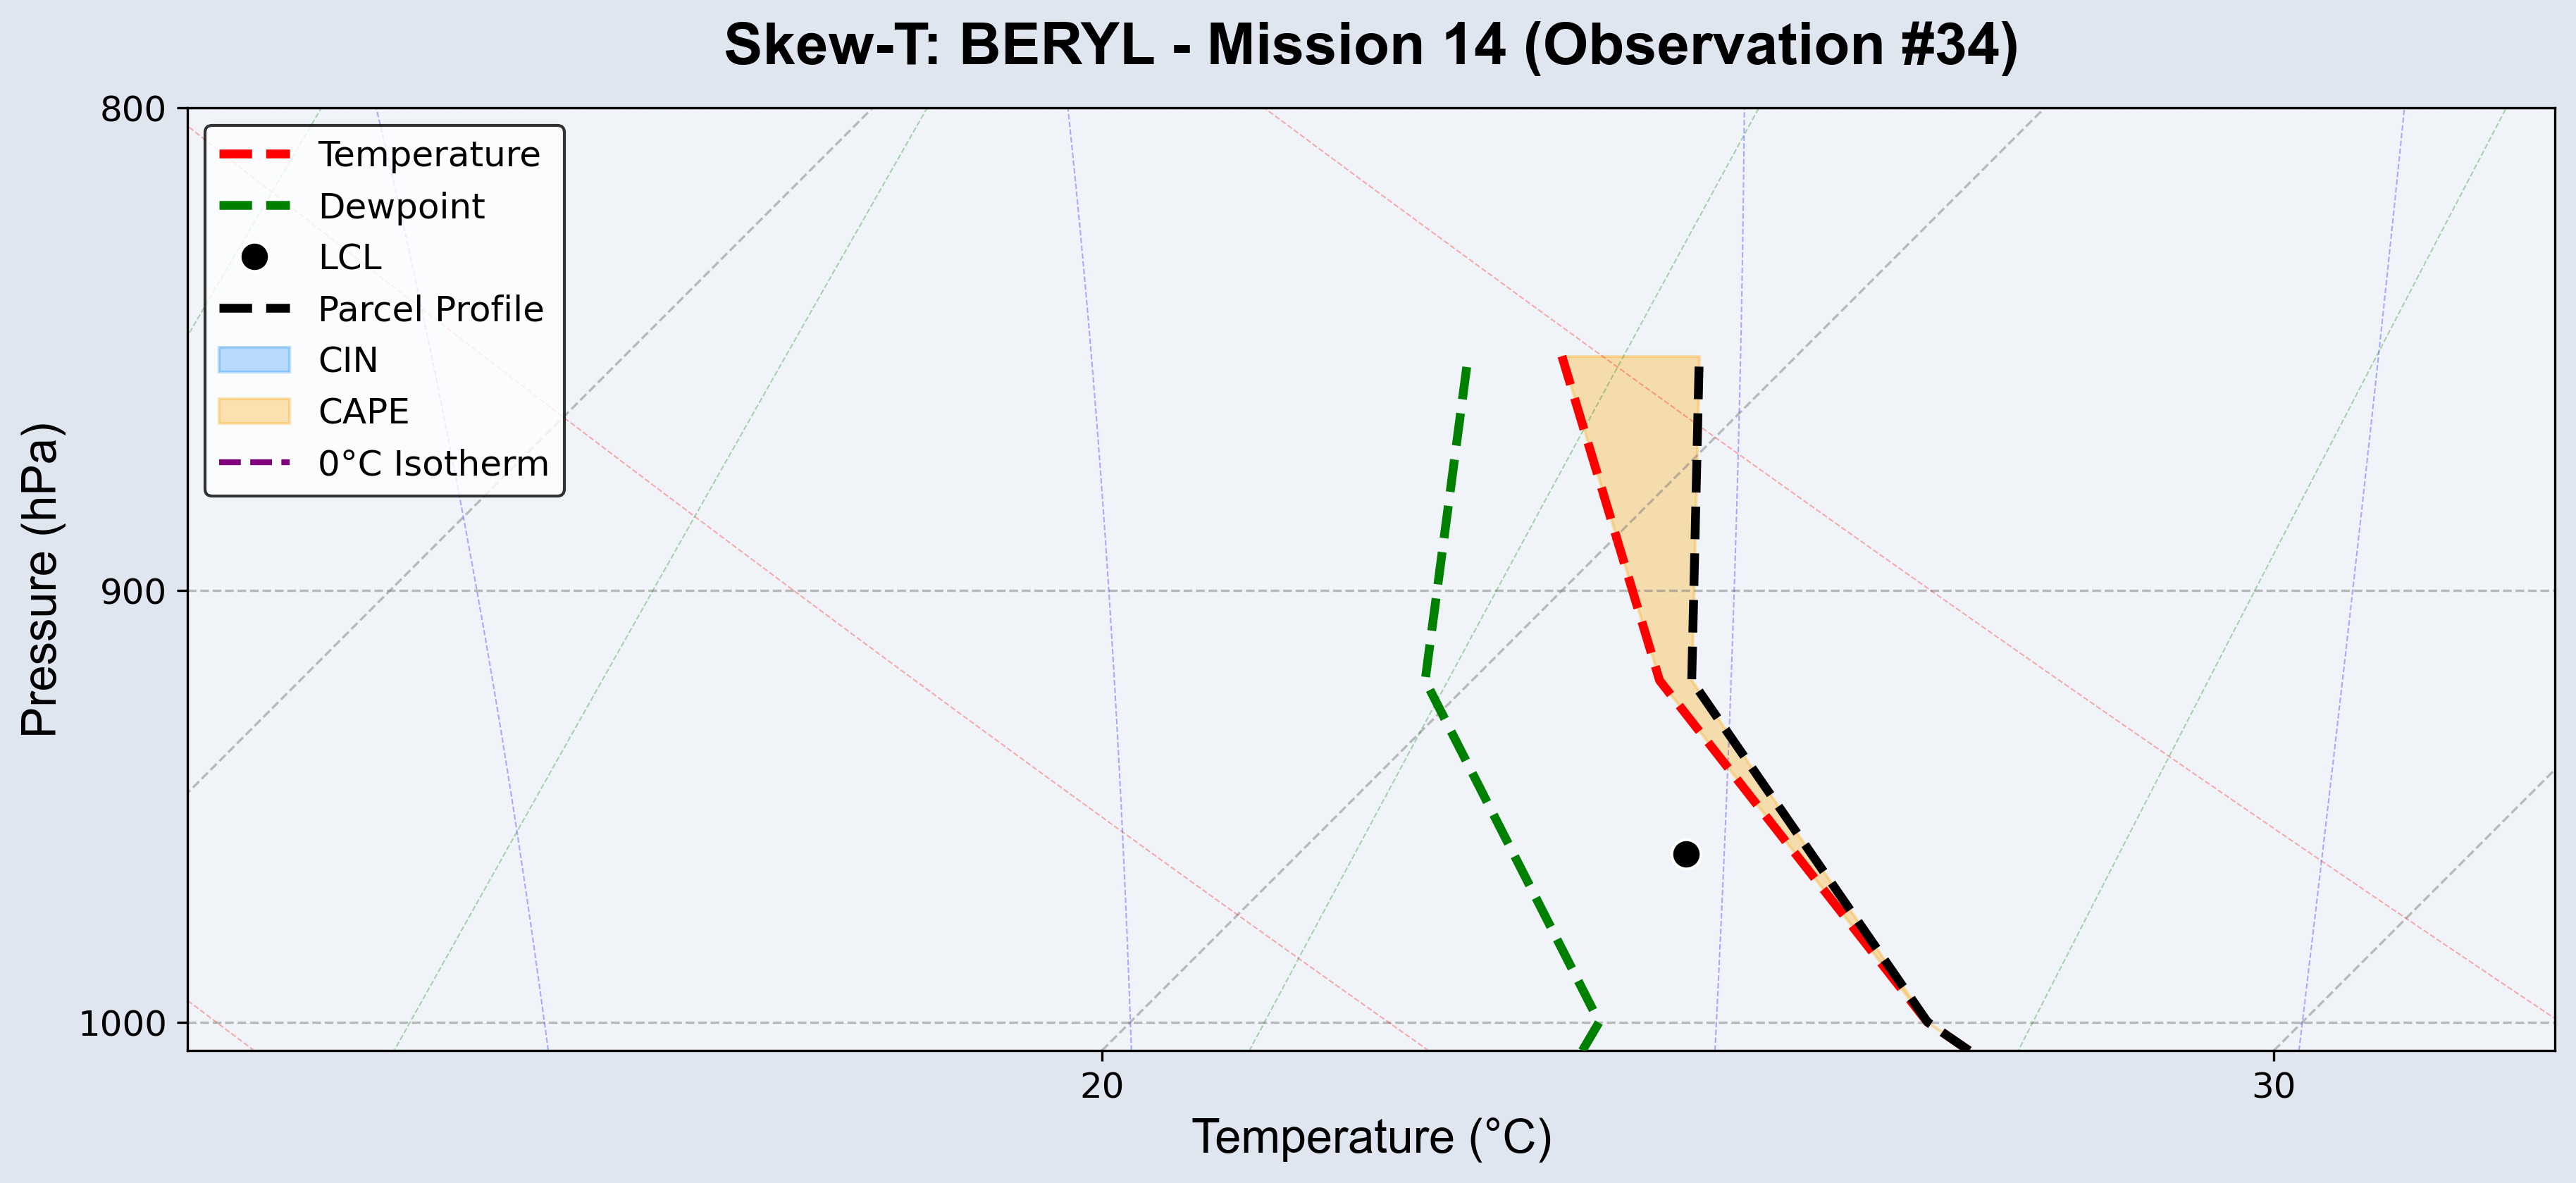 Skew-T: BERYL - Mission 14 (Observation #34)
800
900
1000
Pressure (hPa)
Temperature
Dewpoint
LCL
Parcel Profile
CIN
CAPE
0°C Isotherm
20
30
Temperature (°C)